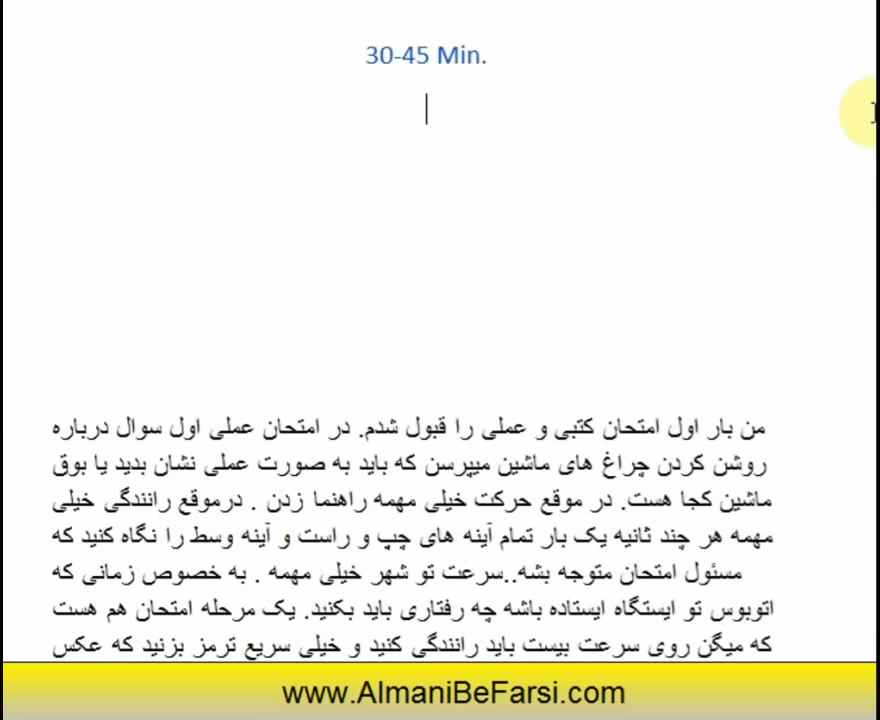 30-45 Min.
من بار اول امتحان کتبی و عملی را قبول شدم. در امتحان عملی اول سوال درباره
روشن کردن چراغ های ماشین میپرسن که باید به صورت عملی نشان بدید یا بوق
ماشین کجا هست. در موقع حرکت خیلی مهمه راهنما زدن . درموقع رانندگی خیلی
مهمه هر چند ثانیه یک بار تمام آینه های چپ و راست و آینه وسط را نگاه کنید که
مسئول امتحان متوجه بشه..سرعت تو شهر خیلی مهمه . به خصوص زمانی که
اتوبوس تو ایستگاه ایستاده باشه چه رفتاری باید بکنید. یک مرحله امتحان هم هست
که میگن روی سرعت بیست باید رانندگی کنید و خیلی سریع ترمز بزنید که عکس
www.AlmaniBeFarsi.com